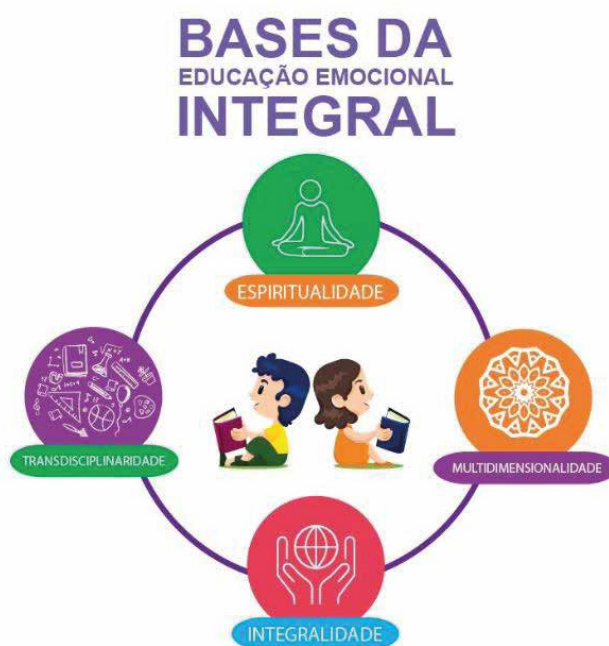 BASES DA
EDUCAÇÃO EMOCIONAL
INTEGRAL
ESPIRITUALIDADE
TRANSDISCIPLINARIDADE
MULTIDIMENSIONALIDADE
INTEGRALIDADE